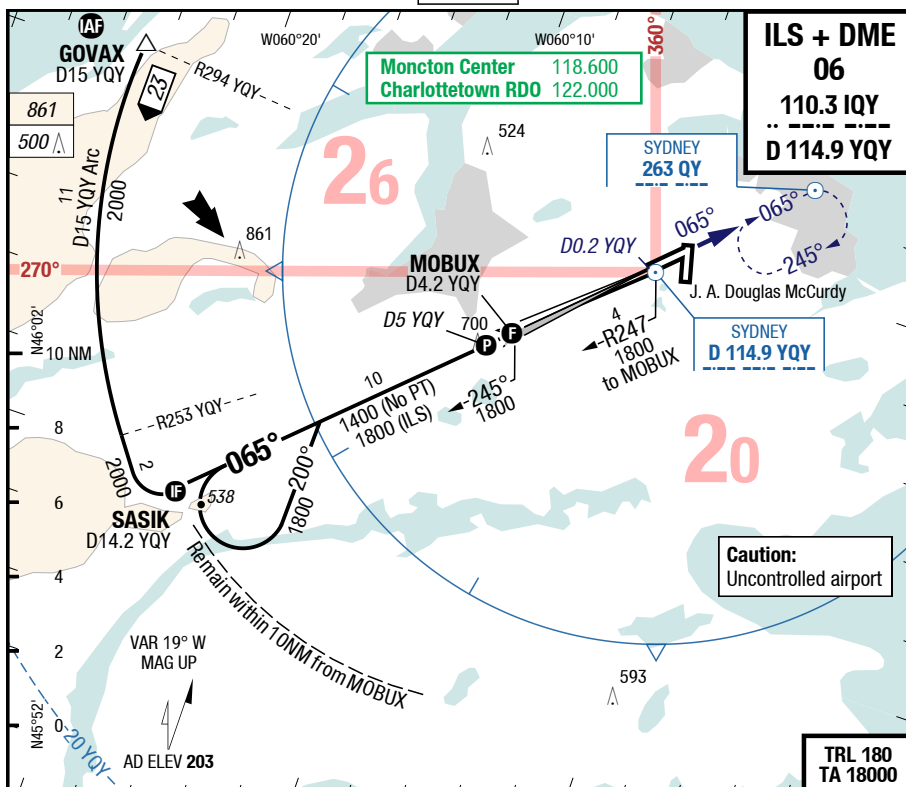 IAF
GOVAX
D15 YQY
R294 YQY
23
861
500
11
D15 YQY Arc
2000
W060°20'
W060°10'
360°
Moncton Center 118.600
Charlottetown RDO 122.000
ILS + DME
06
110.3 IQY
D 114.9 YQY
524
26
SYDNEY
263 QY
861
065°
065°
245°
D0.2 YQY
270°
MOBUX
D4.2 YQY
J. A. Douglas McCurdy
D5 YQY
700
F
P
N46°02'
10 NM
4
R247
1800
to MOBUX
SYDNEY
D 114.9 YQY
10
1400 (No PT)
1800 (ILS)
245°
1800
8
R253 YQY
065°
20
2
2000
200°
1800
6
IF
538
SASIK
D14.2 YQY
Remain within 10NM from MOBUX
Caution:
Uncontrolled airport
4
VAR 19° W
MAG UP
2
593
N45°52'
0
20 YQY
AD ELEV 203
TRL 180
TA 18000